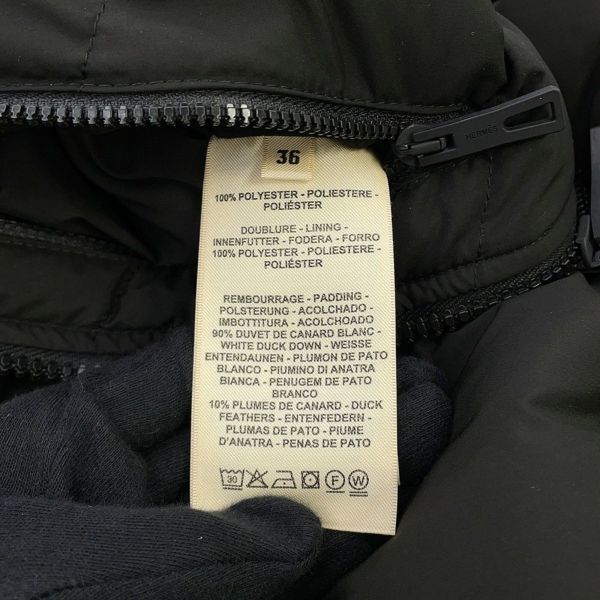 HERMÈS
36
100% POLYESTER - POLIESTERE -
POLIÉSTER
DOUBLURE - LINING -
INNENFUTTER - FODERA - FORRO
100% POLYESTER - POLIESTERE -
POLIÉSTER
REMBOURRAGE - PADDING -
POLSTERUNG - ACOLCHADO -
IMBOTTITURA - ACOLCHOADO
90% DUVET DE CANARD BLANC -
WHITE DUCK DOWN - WEISSE
ENTENDAUNEN - PLUMON DE PATO
BLANCO - PIUMINO DI ANATRA
BIANCA - PENUGEM DE PATO
BRANCO
10% PLUMES DE CANARD - DUCK
FEATHERS - ENTENFEDERN -
PLUMAS DE PATO - PIUME
D'ANATRA - PENAS DE PATO
30 F W